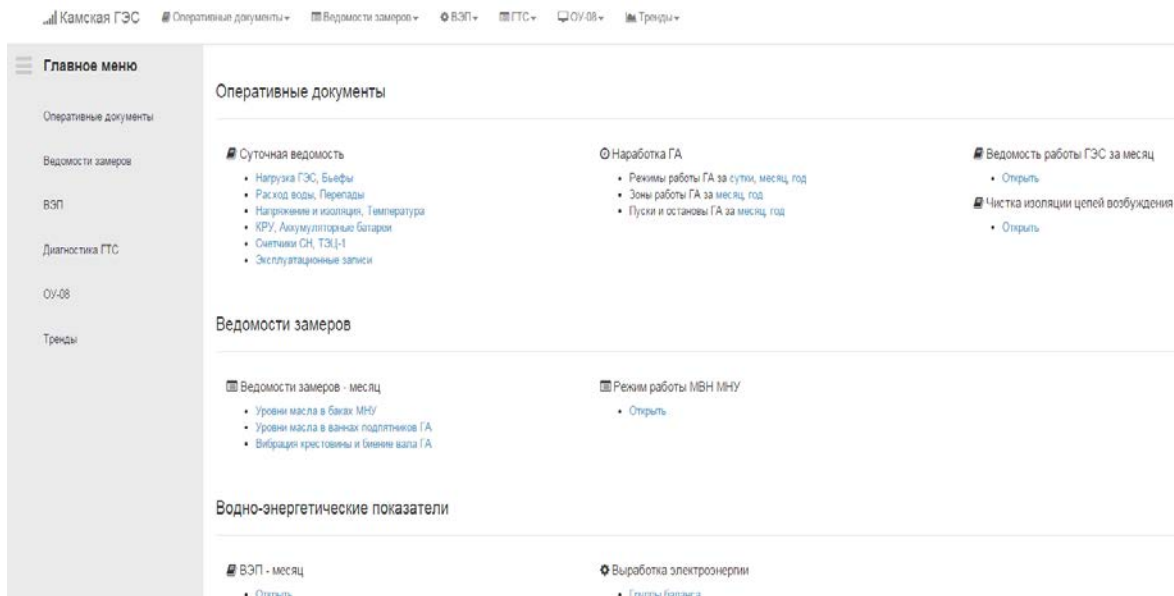 Камская ГЭС Оперативные документы Ведомости замеров ВЭП ГТС ОУ-08 Тренды
Главное меню
Оперативные документы
Ведомости замеров
ВЭП
Диагностика ГТС
ОУ-08
Тренды
Оперативные документы
Суточная ведомость
Нагрузка ГЭС, Бьефы
Расход воды, Перепады
Напряжение и изоляция, Температура
КРУ, Аккумуляторные батареи
Счетчики СН, ТЭЦ-1
Эксплуатационные записи
Наработка ГА
Режимы работы ГА за сутки, месяц, год
Зоны работы ГА за месяц, год
Пуски и остановы ГА за месяц, год
Ведомость работы ГЭС за месяц
Открыть
Чистка изоляции цепей возбуждения
Открыть
Ведомости замеров
Ведомости замеров - месяц
Уровни масла в баках МНУ
Уровни масла в ваннах подпятников ГА
Вибрация крестовины и биение вала ГА
Режим работы МВН МНУ
Открыть
Водно-энергетические показатели
ВЭП - месяц
Открыть
Выработка электроэнергии
Группы баланса